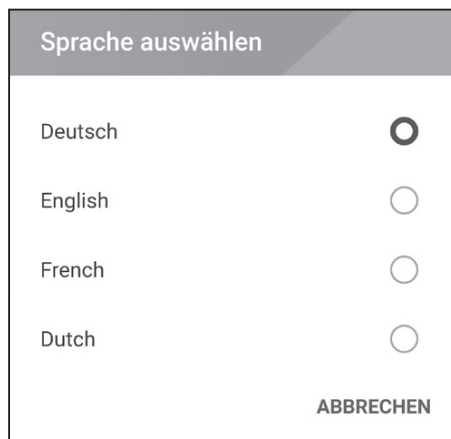 Sprache auswählen
Deutsch
English
French
Dutch
ABBRECHEN